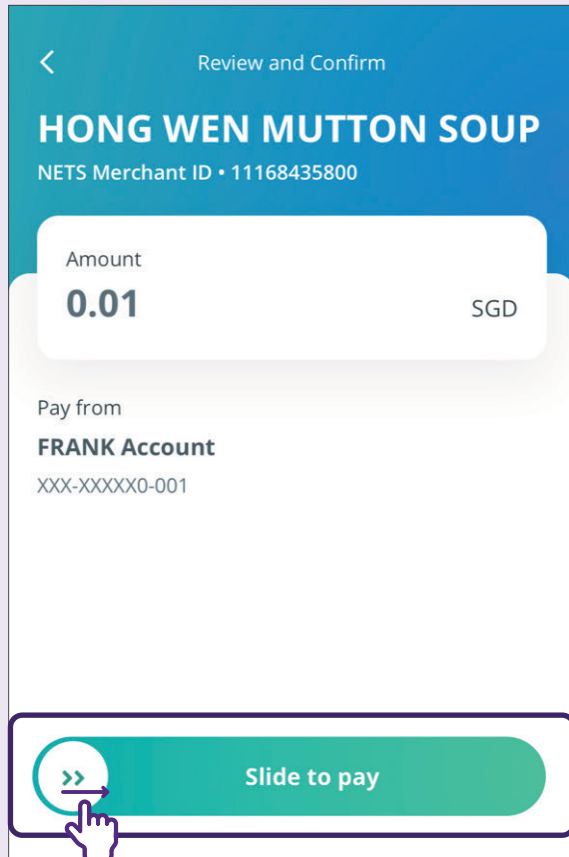 Review and Confirm
HONG WEN MUTTON SOUP
NETS Merchant ID • 11168435800
Amount
0.01 SGD
Pay from
FRANK Account
XXX-XXXXX0-001
Slide to pay